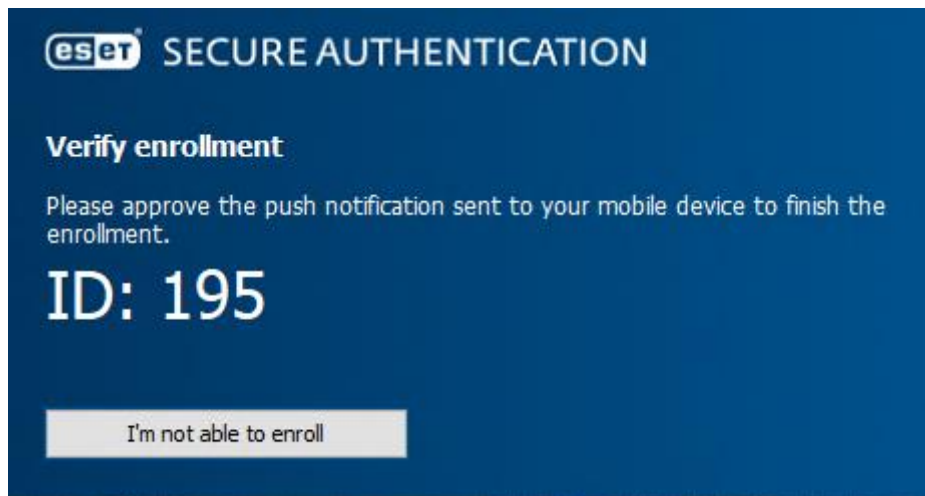 eset® SECURE AUTHENTICATION
Verify enrollment
Please approve the push notification sent to your mobile device to finish the
enrollment.
ID: 195
I'm not able to enroll